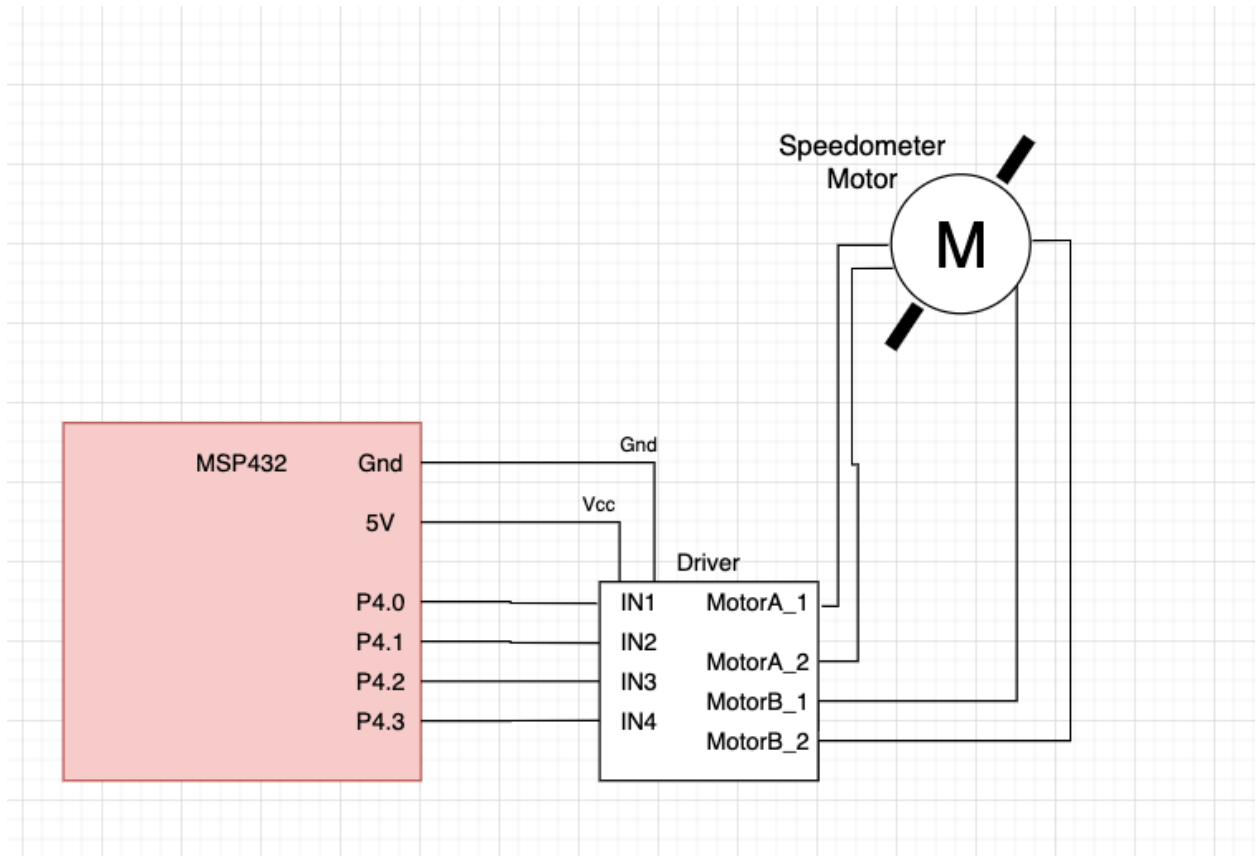 Speedometer
Motor
M
Gnd
MSP432
Gnd
Vcc
5V
Driver
P4.0
IN1
MotorA_1
P4.1
IN2
MotorA_2
P4.2
IN3
MotorB_1
P4.3
IN4
MotorB_2